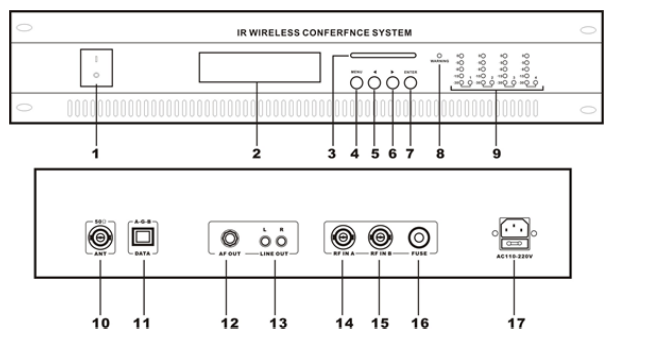 IR WIRELESS CONFERFNCE SYSTEM
MENU ENTER WARNING
1 2 3 4 5 6 7 8 9
50Ω A-G-B L R
ANT DATA AF OUT LINE OUT RF IN A RF IN B FUSE AC110-220V
10 11 12 13 14 15 16 17